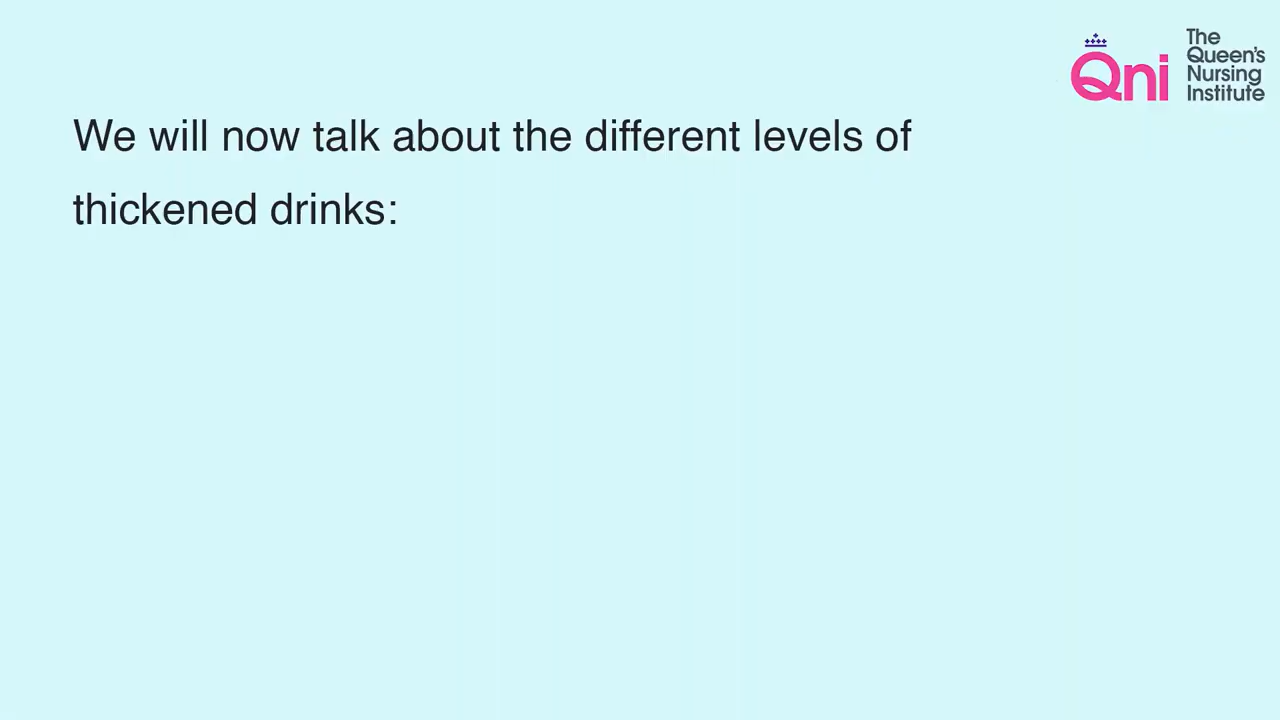 We will now talk about the different levels of
thickened drinks:
Qni
The
Queen's
Nursing
Institute